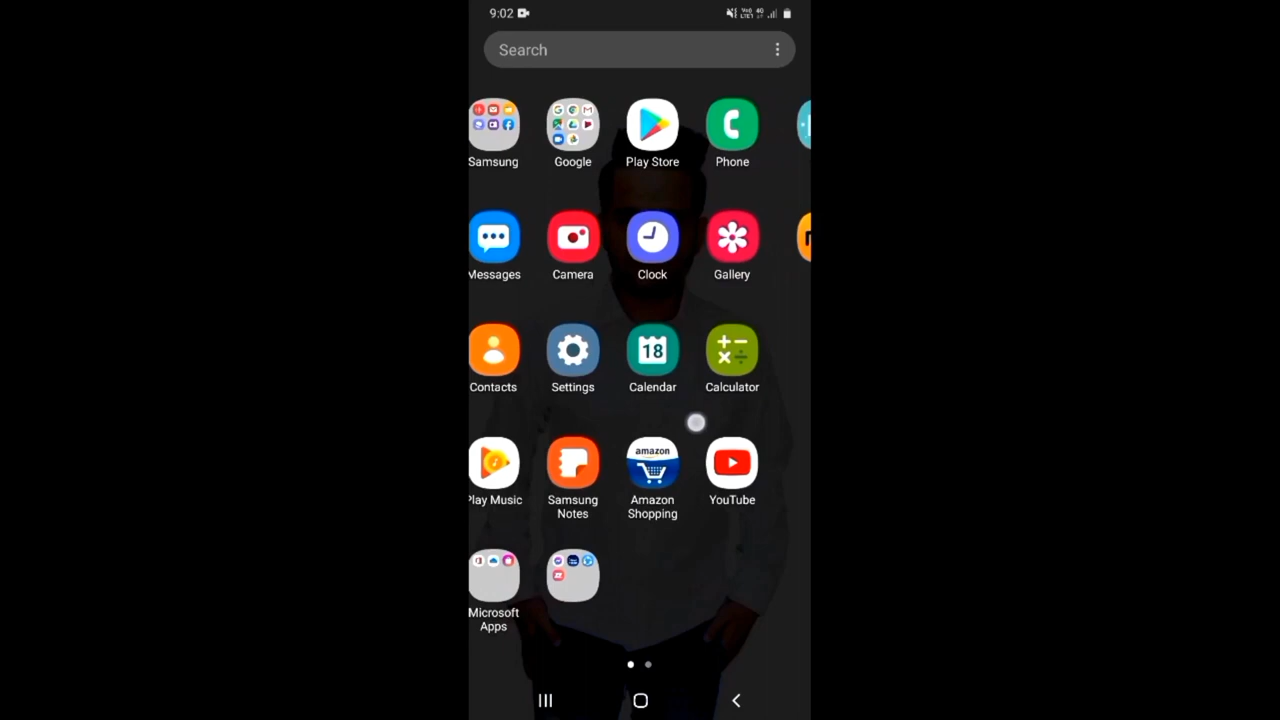 9:02
Search
Samsung Google Play Store Phone
Messages Camera Clock Gallery
18
Contacts Settings Calendar Calculator
amazon
Play Music Samsung Notes Amazon Shopping YouTube
Microsoft Apps